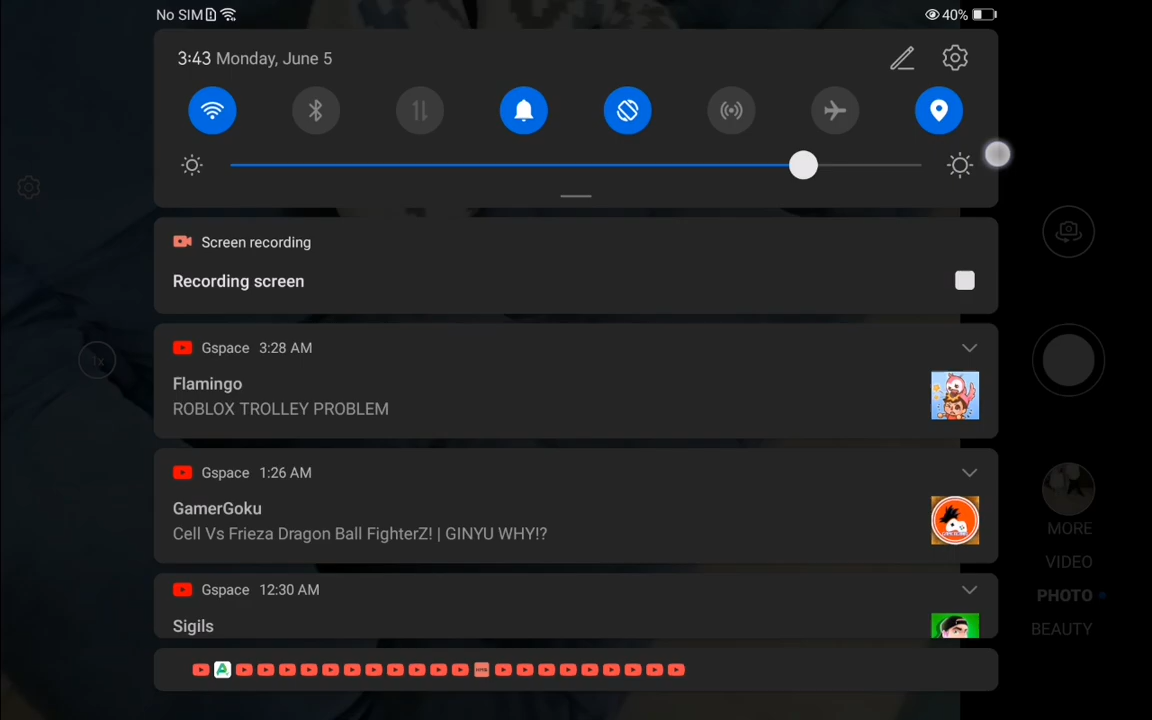 No SIM
40%
3:43 Monday, June 5
Screen recording
Recording screen
Gspace 3:28 AM
Flamingo
ROBLOX TROLLEY PROBLEM
Gspace 1:26 AM
GamerGoku
Cell Vs Frieza Dragon Ball FighterZ! | GINYU WHY!?
Gspace 12:30 AM
Sigils
1x
MORE
VIDEO
PHOTO
BEAUTY